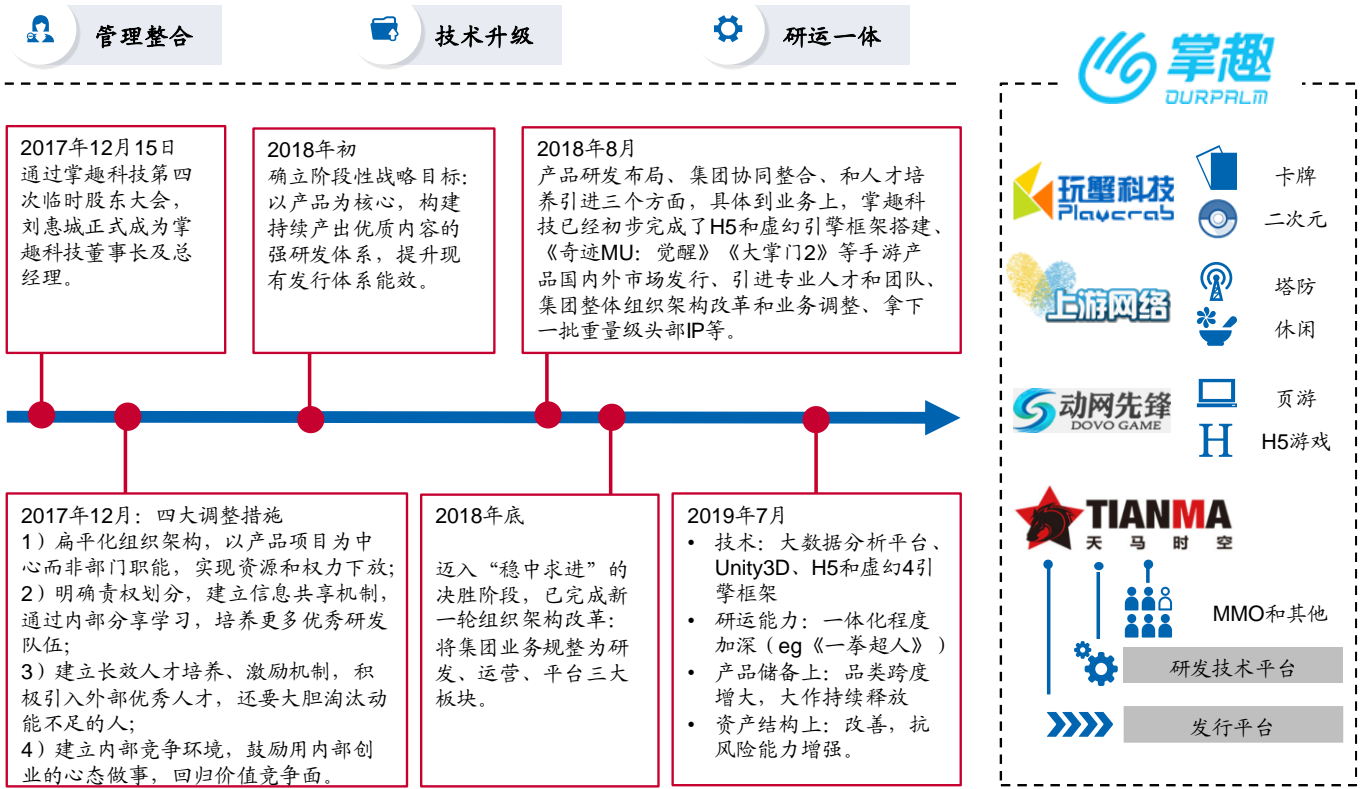 管理整合
技术升级
研运一体
2017年12月15日
通过掌趣科技第四
次临时股东大会，
刘惠城正式成为掌
趣科技董事长及总
经理。
2018年初
确立阶段性战略目标：
以产品为核心，构建
持续产出优质内容的
强研发体系，提升现
有发行体系能效。
2018年8月
产品研发布局、集团协同整合、和人才培
养引进三个方面，具体到业务上，掌趣科
技已经初步完成了H5和虚幻引擎框架搭建、
《奇迹MU：觉醒》《大掌门2》等手游产
品国内外市场发行、引进专业人才和团队、
集团整体组织架构改革和业务调整、拿下
一批重量级头部IP等。
2017年12月：四大调整措施
1）扁平化组织架构，以产品项目为中
心而非部门职能，实现资源和权力下放；
2）明确责权划分，建立信息共享机制，
通过内部分享学习，培养更多优秀研发
队伍；
3）建立长效人才培养、激励机制，积
极引入外部优秀人才，还要大胆淘汰动
能不足的人；
4）建立内部竞争环境，鼓励用内部创
业的心态做事，回归价值竞争面。
2018年底
迈入“稳中求进”的
决胜阶段，已完成新
一轮组织架构改革：
将集团业务规整为研
发、运营、平台三大
板块。
2019年7月
• 技术：大数据分析平台、
Unity3D、H5和虚幻4引
擎框架
• 研运能力：一体化程度
加深（eg《一拳超人》）
• 产品储备上：品类跨度
增大，大作持续释放
• 资产结构上：改善，抗
风险能力增强。
掌趣
OURPALM
玩蟹科技
Playcrab
卡牌
二次元
上游网络
塔防
休闲
动网先锋
DOVO GAME
页游
H
H5游戏
TIANMA
天马时空
MMO和其他
研发技术平台
发行平台